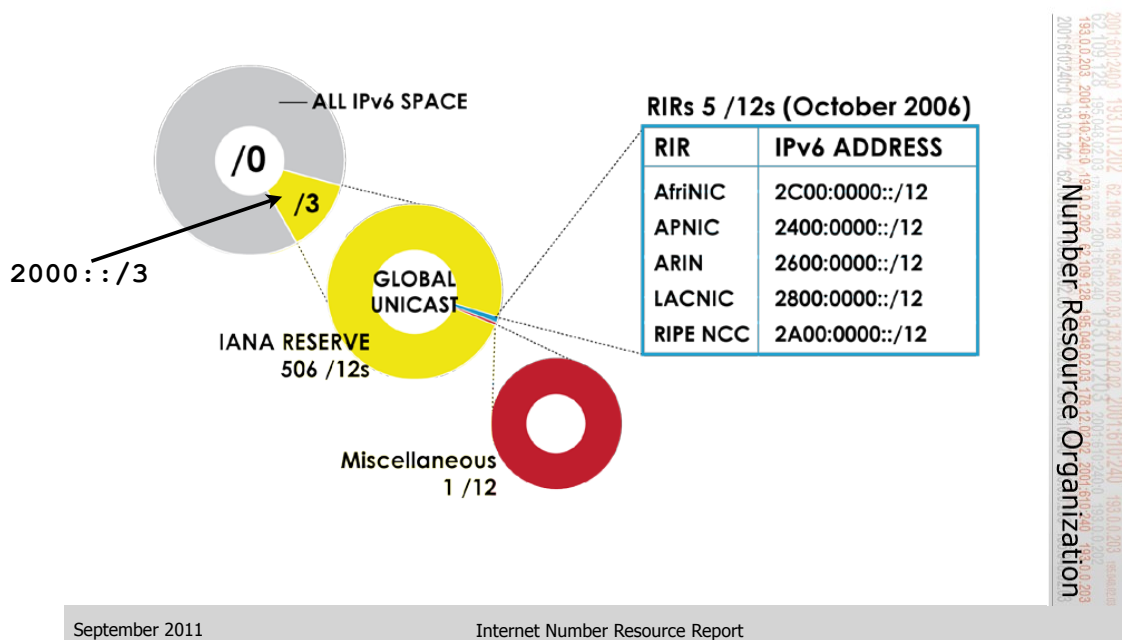 ALL IPv6 SPACE
/0
/3
2000::/3
GLOBAL
UNICAST
IANA RESERVE
506 /12s
Miscellaneous
1 /12
RIRs 5 /12s (October 2006)
RIR IPv6 ADDRESS
AfriNIC 2C00:0000::/12
APNIC 2400:0000::/12
ARIN 2600:0000::/12
LACNIC 2800:0000::/12
RIPE NCC 2A00:0000::/12
Number Resource Organization
September 2011
Internet Number Resource Report